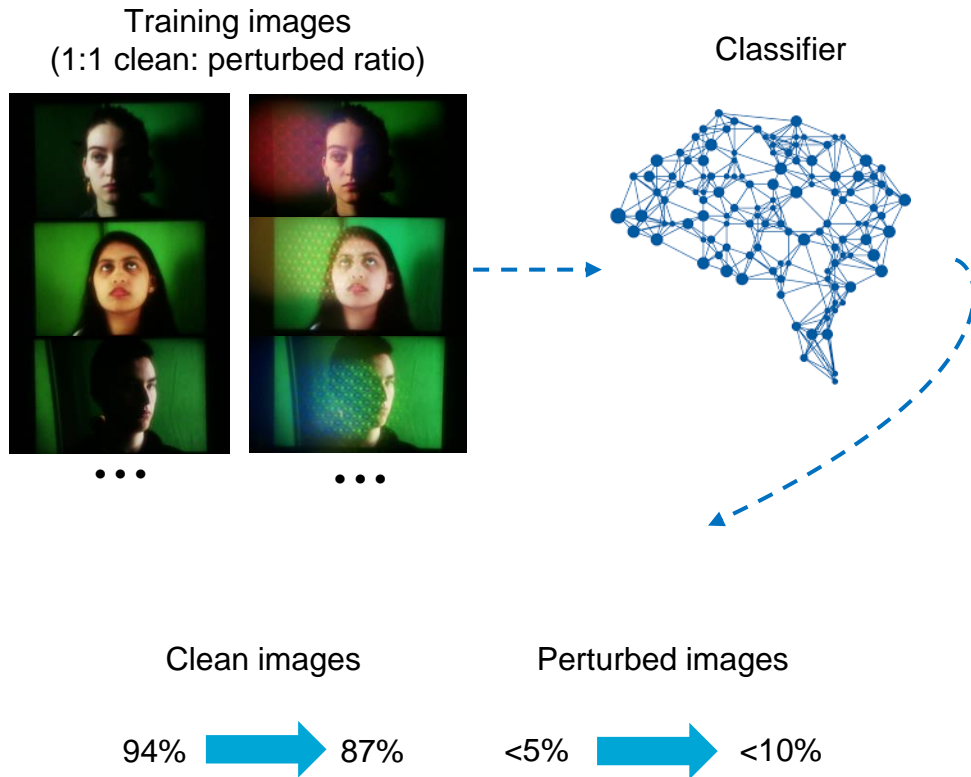 Training images
(1:1 clean: perturbed ratio)
Classifier
Clean images
Perturbed images
94%
87%
<5%
<10%